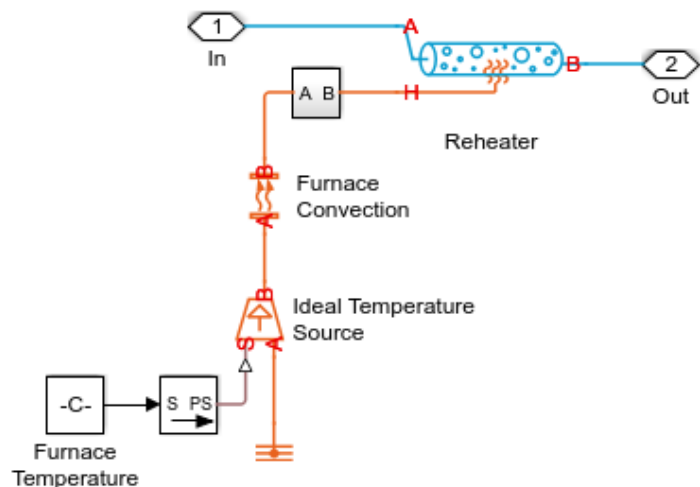 1
In
A
B
2
Out
A B
H
Reheater
B
Furnace
Convection
A
B
Ideal Temperature
Source
S
A
-C-
S PS
Furnace
Temperature